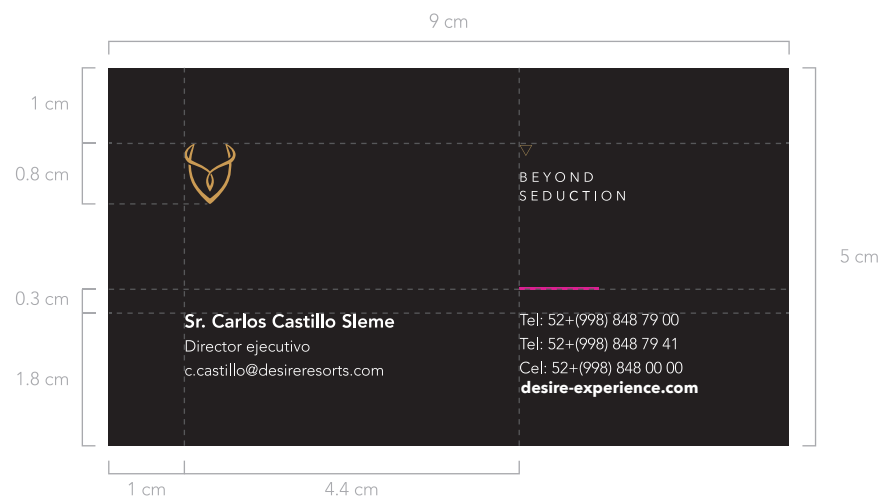 9 cm
1 cm
0.8 cm
BEYOND
SEDUCTION
5 cm
0.3 cm
1.8 cm
Sr. Carlos Castillo Sleme
Director ejecutivo
c.castillo@desireresorts.com
Tel: 52+(998) 848 79 00
Tel: 52+(998) 848 79 41
Cel: 52+(998) 848 00 00
desire-experience.com
1 cm
4.4 cm